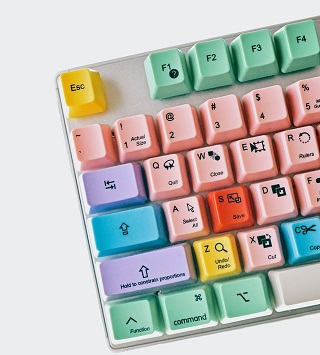 Esc
F1
?
F2
F3
F4
~
!
1
Actual
Size
@
2
#
3
$
4
%
5
Q
Quit
W
Close
E
R
Rulers
A
Select
All
S
Save
D
F
Hold to constrain proportions
Z
Undo/
Redo
X
Cut
C
Function
⌘
command
⌥